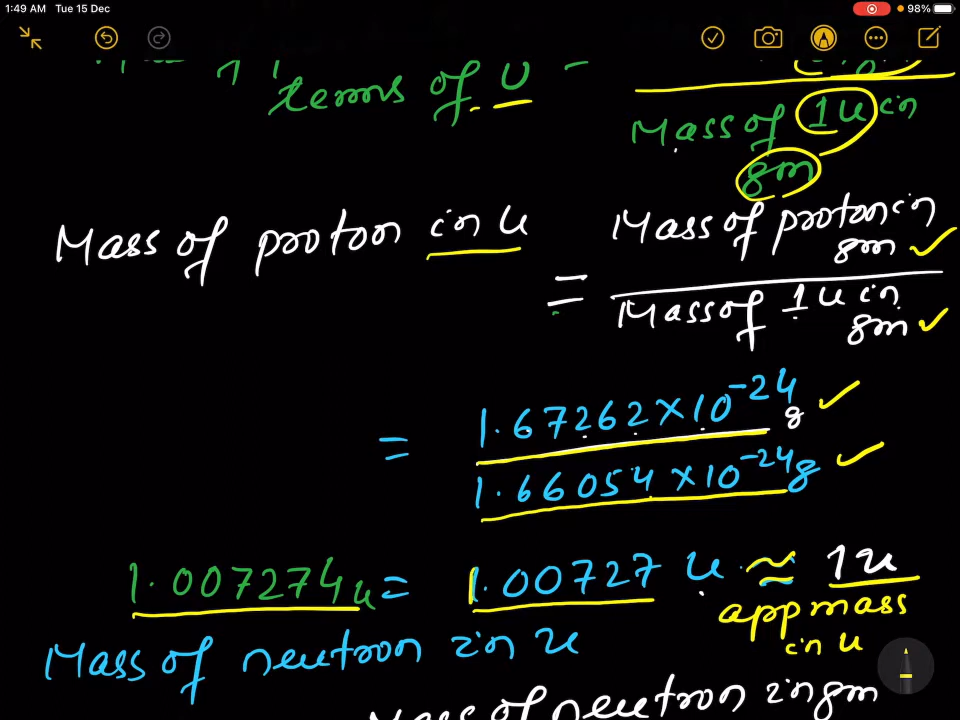 1:49 AM Tue 15 Dec
98%
terms of u =
Mass of 1u in
gm
Mass of proton in u
= Mass of proton in
gm
Mass of 1u in
gm
= 1.67262×10⁻²⁴ g
1.66054×10⁻²⁴g
1.007274u = 1.00727 u ≈ 1u
app mass
in u
Mass of neutron in u
Mass of neutron in gm